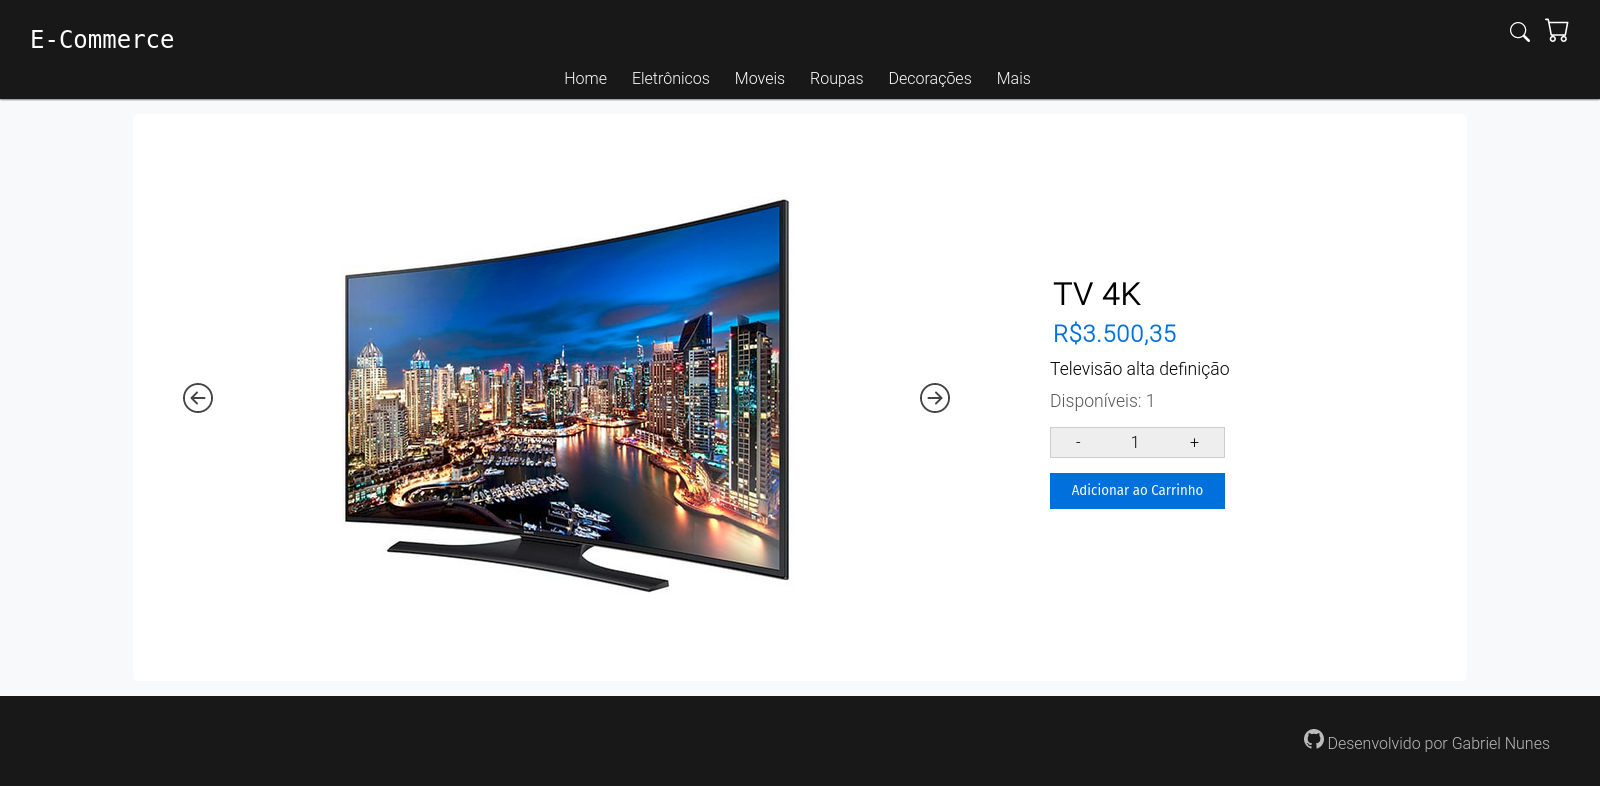 E-Commerce
Home Eletrônicos Moveis Roupas Decorações Mais
TV 4K
R$3.500,35
Televisão alta definição
Disponíveis: 1
- 1 +
Adicionar ao Carrinho
Desenvolvido por Gabriel Nunes